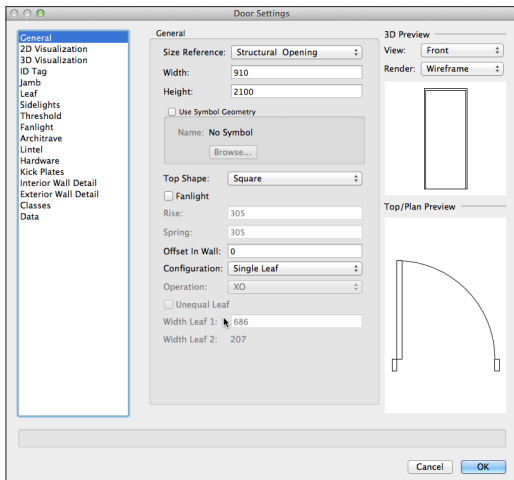 Door Settings
General
2D Visualization
3D Visualization
ID Tag
Jamb
Leaf
Sidelights
Threshold
Fanlight
Architrave
Lintel
Hardware
Kick Plates
Interior Wall Detail
Exterior Wall Detail
Classes
Data
General
Size Reference: Structural Opening
Width: 910
Height: 2100
Use Symbol Geometry
Name: No Symbol
Browse...
Top Shape: Square
Fanlight
Rise: 305
Spring: 305
Offset In Wall: 0
Configuration: Single Leaf
Operation: XO
Unequal Leaf
Width Leaf 1: 686
Width Leaf 2: 207
3D Preview
View: Front
Render: Wireframe
Top/Plan Preview
Cancel
OK